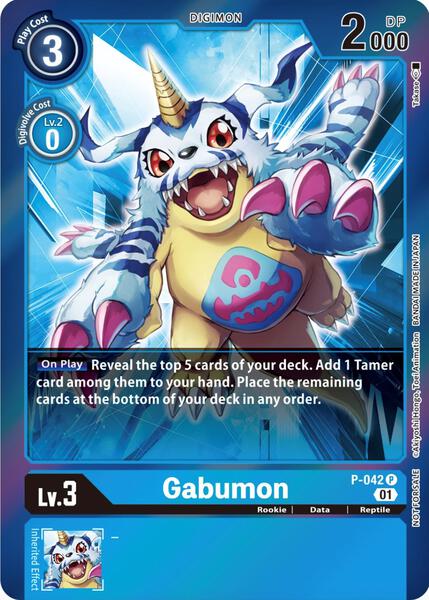 Play Cost
3
DIGIMON
DP
2000
Digivolve Cost
Lv.2
0
Takase
©Akiyoshi Hongo, Toei Animation BANDAI MADE IN JAPAN
NOT FOR SALE
On Play Reveal the top 5 cards of your deck. Add 1 Tamer
card among them to your hand. Place the remaining
cards at the bottom of your deck in any order.
Lv.3
Gabumon
P-042 P
01
Rookie | Data | Reptile
Inherited Effect
–